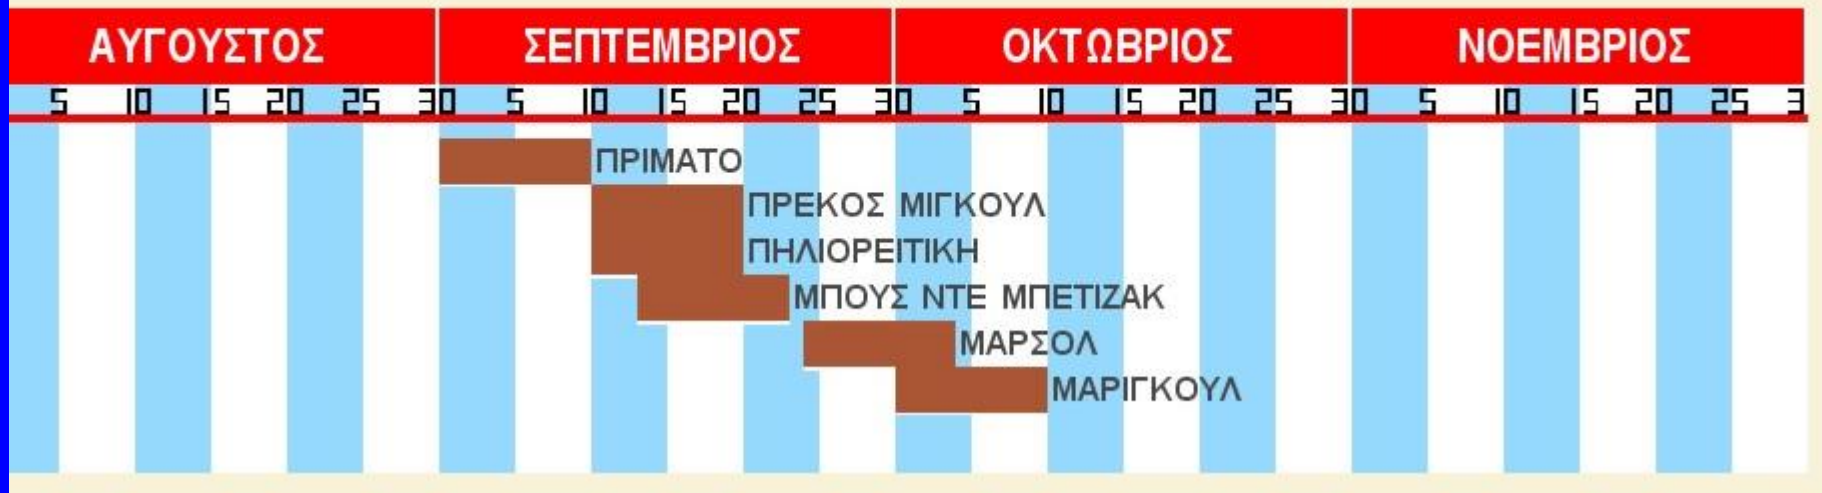 ΑΥΓΟΥΣΤΟΣ ΣΕΠΤΕΜΒΡΙΟΣ ΟΚΤΩΒΡΙΟΣ ΝΟΕΜΒΡΙΟΣ
5 10 15 20 25 30 5 10 15 20 25 30 5 10 15 20 25 30 5 10 15 20 25 3
ΠΡΙΜΑΤΟ
ΠΡΕΚΟΣ ΜΙΓΚΟΥΛ
ΠΗΛΙΟΡΕΙΤΙΚΗ
ΜΠΟΥΣ ΝΤΕ ΜΠΕΤΙΖΑΚ
ΜΑΡΣΟΛ
ΜΑΡΙΓΚΟΥΛ